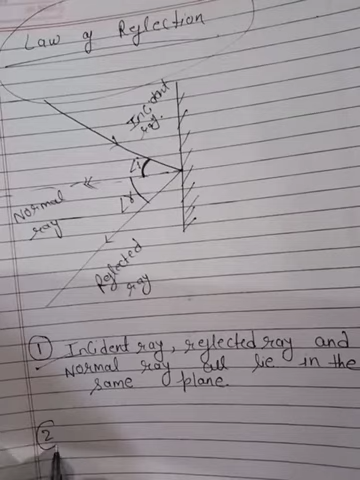 Law of Reflection
Incident
ray.
∠i
Normal
ray
∠r
Reflected
ray
① Incident ray, reflected ray and
Normal ray all lie in the
same plane.
②